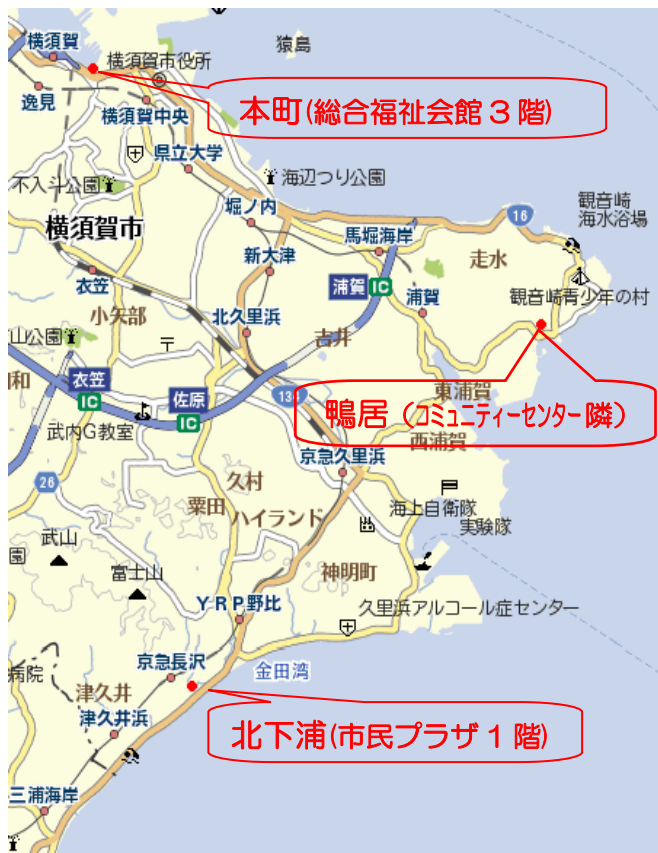 横須賀
横須賀市役所
猿島
逸見
横須賀中央
本町(総合福祉会館3階)
県立大学
不入斗公園
海辺つり公園
観音崎
海水浴場
横須賀市
堀ノ内
16
馬堀海岸
走水
新大津
衣笠
浦賀
IC
浦賀
観音崎青少年の村
小矢部
北久里浜
山公園
〒
吉井
和
衣笠
IC
佐原
IC
134
東浦賀
鴨居(コミュニティーセンター隣)
武内G教室
西浦賀
京急久里浜
26
久村
粟田
ハイランド
海上自衛隊
実験隊
武山
園
富士山
神明町
YRP野比
久里浜アルコール症センター
京急長沢
金田湾
病院
津久井
津久井浜
北下浦(市民プラザ1階)
三浦海岸